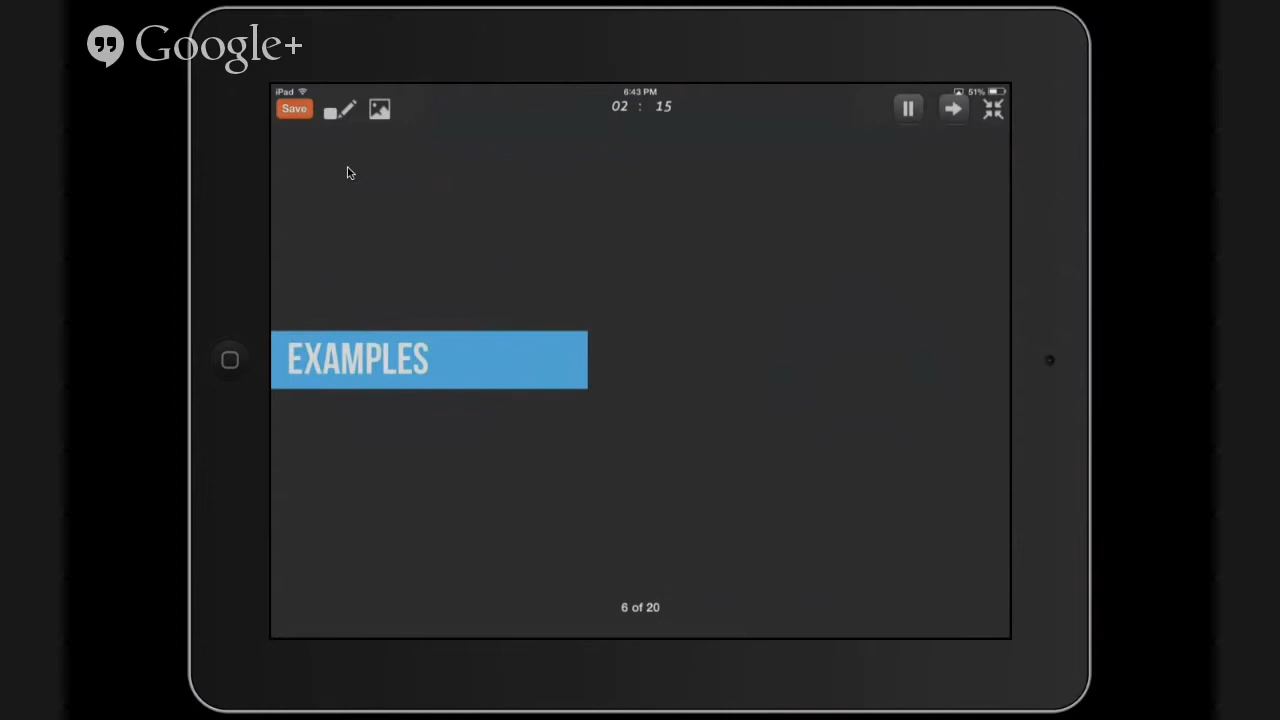 Google+
iPad
6:43 PM
51%
Save
02 : 15
EXAMPLES
6 of 20